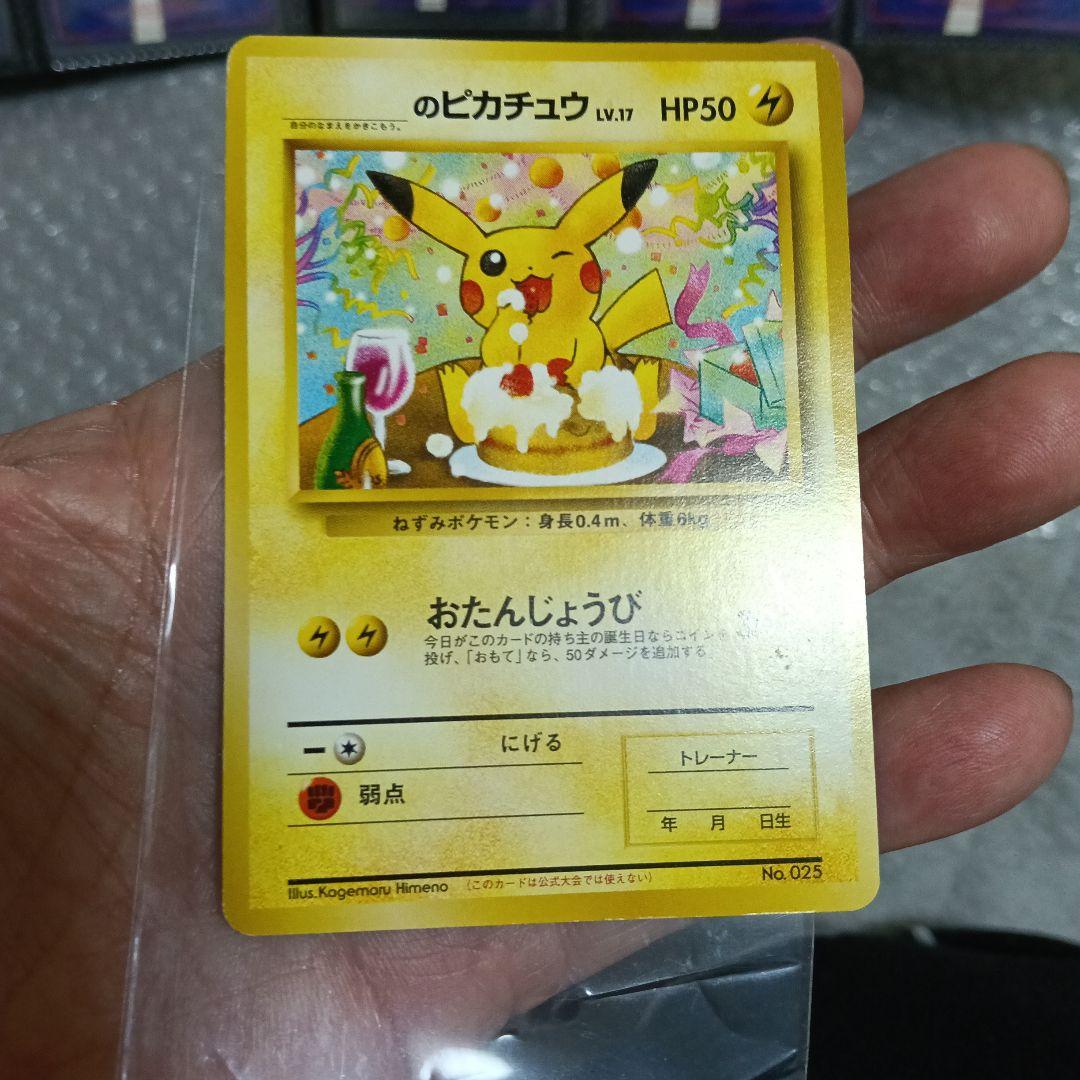 のピカチュウ LV.17 HP50
自分のなまえをかきこもう。
ねずみポケモン：身長0.4m、体重6kg
おたんじょうび
今日がこのカードの持ち主の誕生日ならコインを
投げ、「おもて」なら、50ダメージを追加する
にげる
弱点
トレーナー
年 月 日生
Illus.Kagemaru Himeno （このカードは公式大会では使えない） No.025